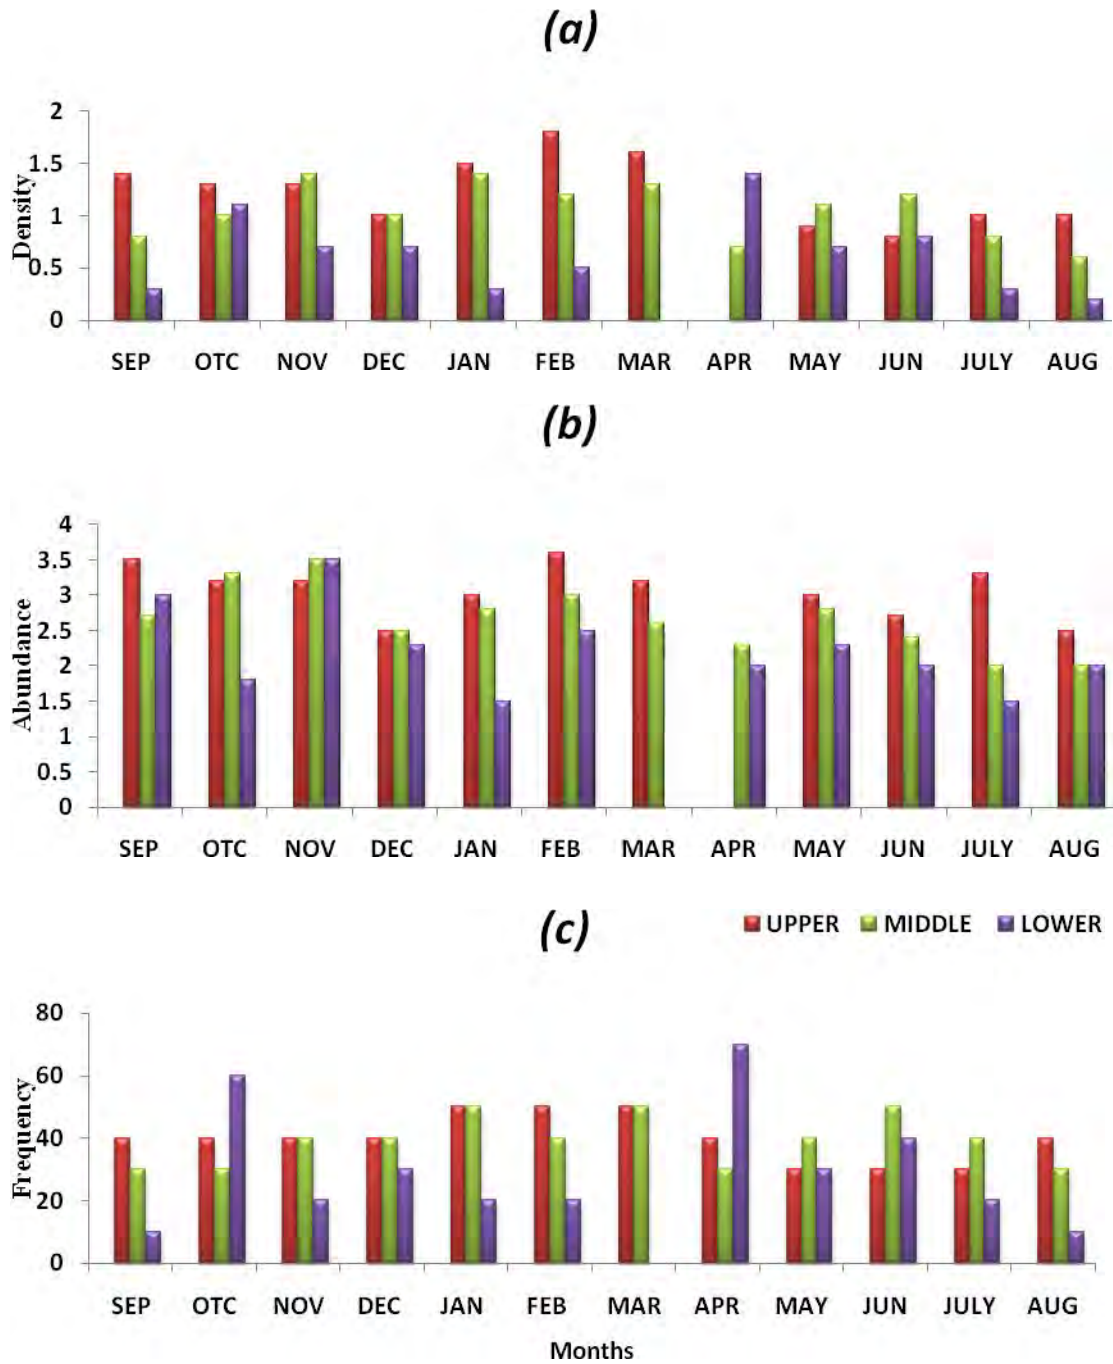 (a)
2
1.5
1
0.5
0
Density
SEP OTC NOV DEC JAN FEB MAR APR MAY JUN JULY AUG
(b)
4
3.5
3
2.5
2
1.5
1
0.5
0
Abundance
SEP OTC NOV DEC JAN FEB MAR APR MAY JUN JULY AUG
(c)
UPPER MIDDLE LOWER
80
60
40
20
0
Frequency
SEP OTC NOV DEC JAN FEB MAR APR MAY JUN JULY AUG
Months